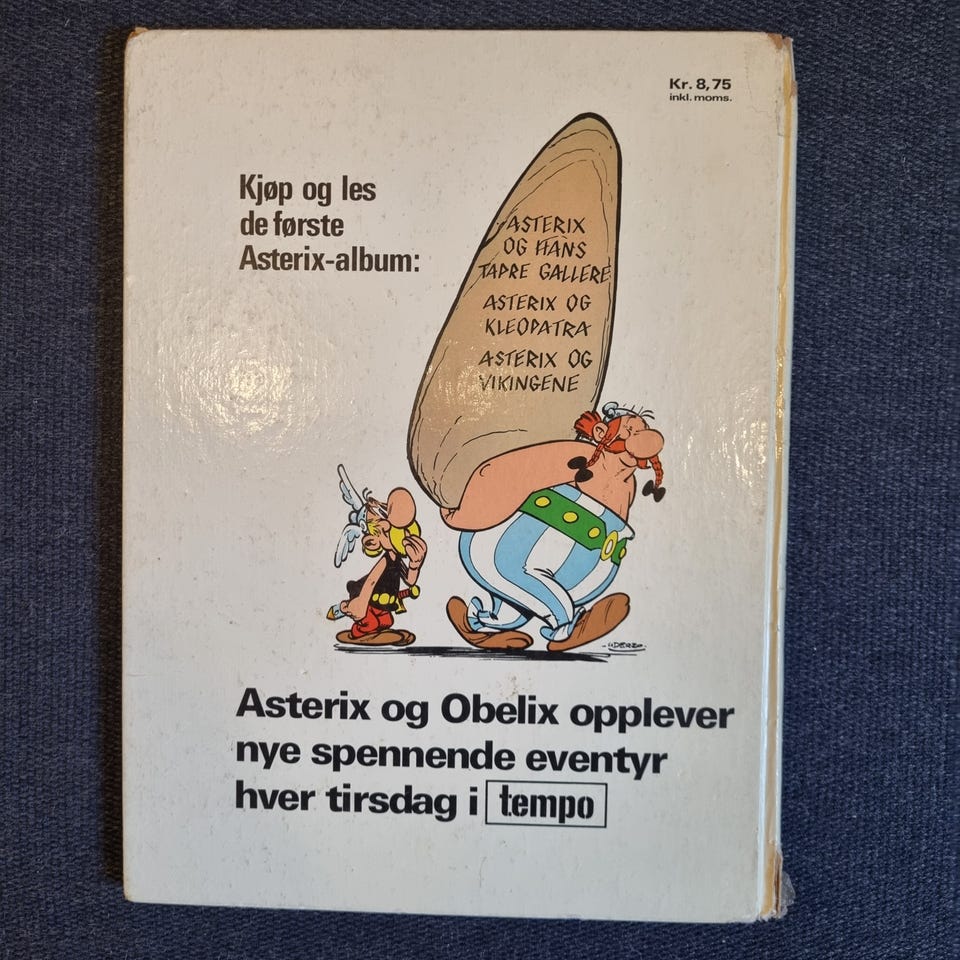 Kr. 8,75
inkl. moms.
Kjøp og les
de første
Asterix-album:
ASTERIX
OG HANS
TAPRE GALLERE
ASTERIX OG
KLEOPATRA
ASTERIX OG
VIKINGENE
-UDERZO-
Asterix og Obelix opplever
nye spennende eventyr
hver tirsdag i tempo